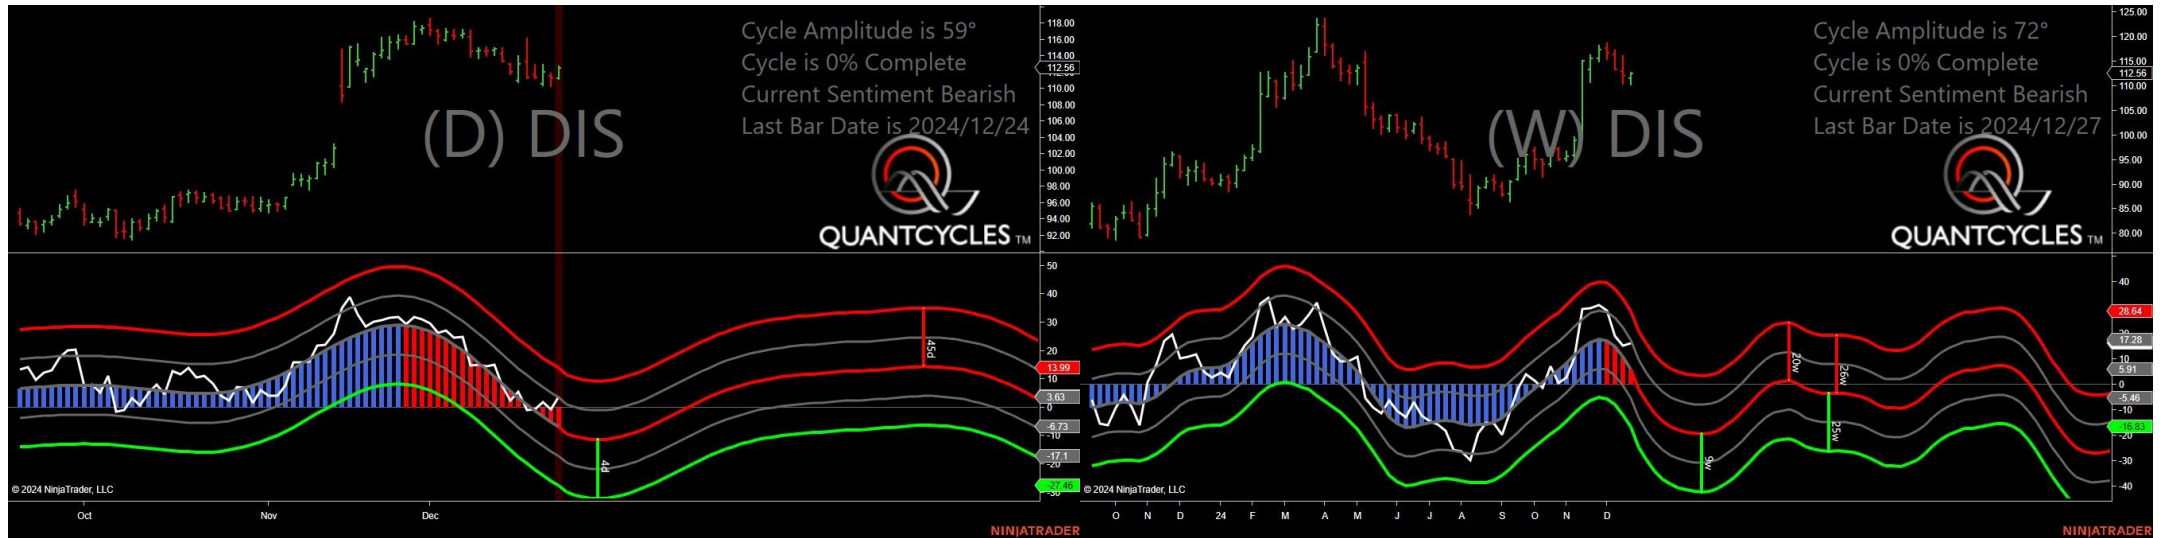 Cycle Amplitude is 59°
Cycle is 0% Complete
Current Sentiment Bearish
Last Bar Date is 2024/12/24
(D) DIS
QUANTCYCLES TM
118.00
114.00
112.56
110.00
108.00
106.00
104.00
102.00
100.00
98.00
96.00
94.00
92.00
50
40
30
20
13.99
10
3.63
0
-6.73
-10
-17.1
-20
-27.46
-30
45d
4d
© 2024 NinjaTrader, LLC
Oct Nov Dec
NINJATRADER
Cycle Amplitude is 72°
Cycle is 0% Complete
Current Sentiment Bearish
Last Bar Date is 2024/12/27
(W) DIS
QUANTCYCLES TM
125.00
120.00
115.00
112.56
110.00
105.00
100.00
95.00
90.00
85.00
80.00
40
28.64
20
17.28
10
5.91
0
-5.46
-10
-16.83
-20
-30
-40
20w
26w
25w
9w
© 2024 NinjaTrader, LLC
O N D 24 F M A M J J A S O N D
NINJATRADER